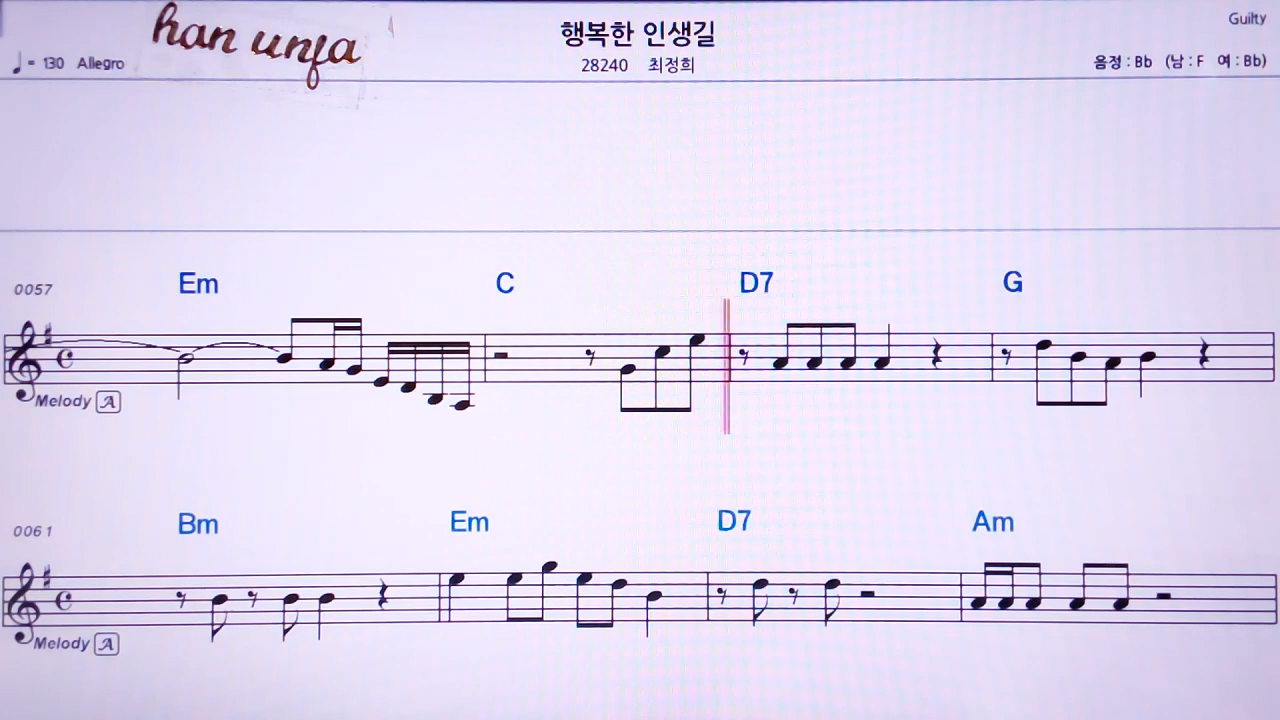 han unfa
행복한 인생길
Guilty
♩= 130 Allegro
28240 최정희
음정 : Bb (남 : F 여 : Bb)
0057
Em C D7 G
Melody A
0061
Bm Em D7 Am
Melody A